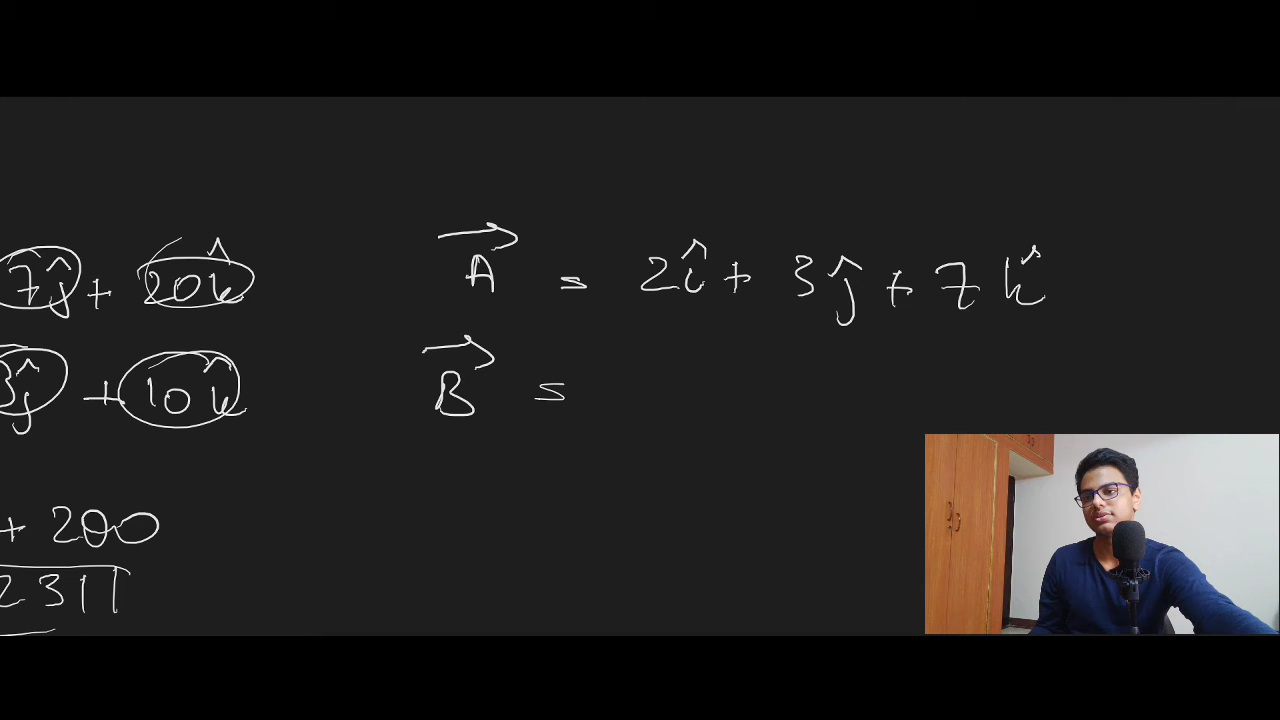 7ĵ + 20k̂
A⃗ = 2î + 3ĵ + 7k̂
3ĵ + 10k̂
B⃗ =
+ 200
2311